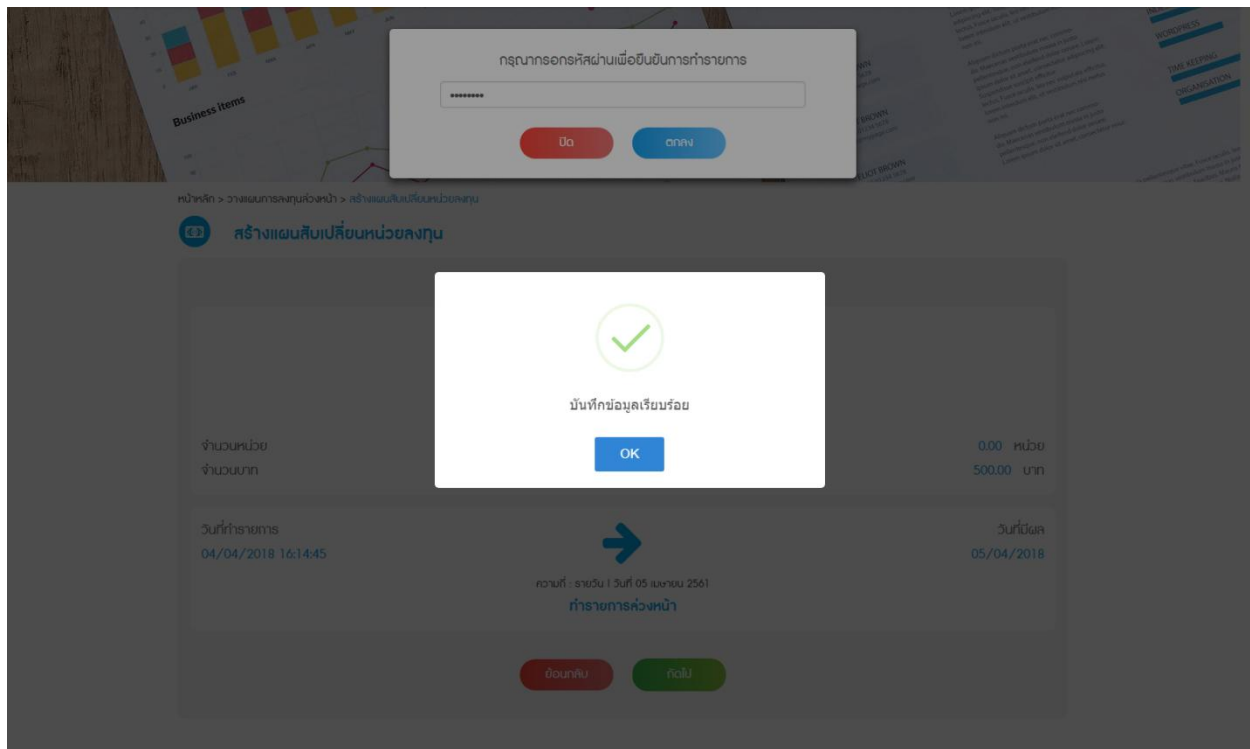 Business items
กรุณากรอกรหัสผ่านเพื่อยืนยันการทำรายการ
••••••••
ปิด ตกลง
WORDPRESS
TIME KEEPING
ORGANISATION
หน้าหลัก > วางแผนการลงทุนล่วงหน้า > สร้างแผนสับเปลี่ยนหน่วยลงทุน
สร้างแผนสับเปลี่ยนหน่วยลงทุน
บันทึกข้อมูลเรียบร้อย
OK
จำนวนหน่วย 0.00 หน่วย
จำนวนบาท 500.00 บาท
วันที่ทำรายการ วันที่มีผล
04/04/2018 16:14:45 05/04/2018
ความถี่ : รายวัน | วันที่ 05 เมษายน 2561
ทำรายการล่วงหน้า
ย้อนกลับ ถัดไป